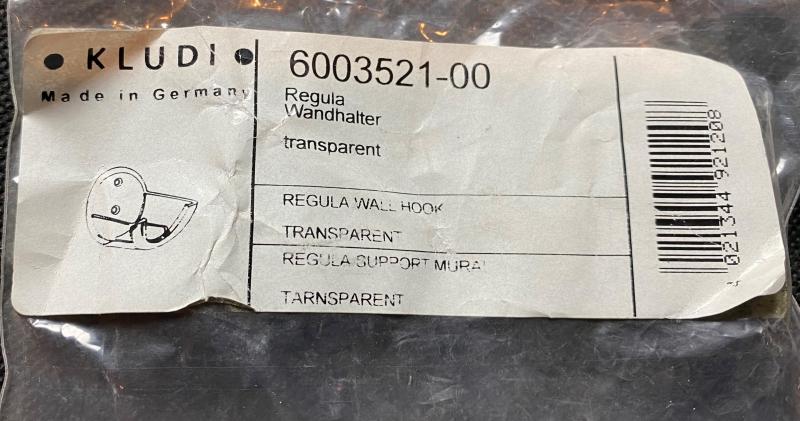 • KLUDI •
Made in Germany
6003521-00
Regula
Wandhalter
transparent
REGULA WALL HOOK
TRANSPARENT
REGULA SUPPORT MURAL
TARNSPARENT
021344 921208